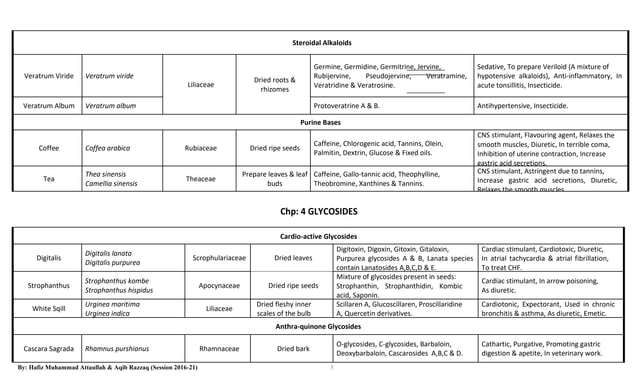 Steroidal Alkaloids
Veratrum Viride
Veratrum viride
Liliaceae
Dried roots &
rhizomes
Germine, Germidine, Germitrine, Jervine,
Rubijervine, Pseudojervine, Veratramine,
Veratridine & Veratrosine.
Sedative, To prepare Veriloid (A mixture of
hypotensive alkaloids), Anti-inflammatory, In
acute tonsillitis, Insecticide.
Veratrum Album
Veratrum album
Protoveratrine A & B.
Antihypertensive, Insecticide.
Purine Bases
Coffee
Coffea arabica
Rubiaceae
Dried ripe seeds
Caffeine, Chlorogenic acid, Tannins, Olein,
Palmitin, Dextrin, Glucose & Fixed oils.
CNS stimulant, Flavouring agent, Relaxes the
smooth muscles, Diuretic, In terrible coma,
Inhibition of uterine contraction, Increase
gastric acid secretions.
Tea
Thea sinensis
Camellia sinensis
Theaceae
Prepare leaves & leaf
buds
Caffeine, Gallo-tannic acid, Theophylline,
Theobromine, Xanthines & Tannins.
CNS stimulant, Astringent due to tannins,
Increase gastric acid secretions, Diuretic,
Relaxes the smooth muscles
Chp: 4 GLYCOSIDES
Cardio-active Glycosides
Digitalis
Digitalis lanata
Digitalis purpurea
Scrophulariaceae
Dried leaves
Digitoxin, Digoxin, Gitoxin, Gitaloxin,
Purpurea glycosides A & B, Lanata species
contain Lanatosides A,B,C,D & E.
Cardiac stimulant, Cardiotoxic, Diuretic,
In atrial tachycardia & atrial fibrillation,
To treat CHF.
Strophanthus
Strophanthus kombe
Strophanthus hispidus
Apocynaceae
Dried ripe seeds
Mixture of glycosides present in seeds:
Strophanthin, Strophanthidin, Kombic
acid, Saponin.
Cardiac stimulant, In arrow poisoning,
As diuretic.
White Sqill
Urginea maritima
Urginea indica
Liliaceae
Dried fleshy inner
scales of the bulb
Scillaren A, Glucoscillaren, Proscillaridine
A, Quercetin derivatives.
Cardiotonic, Expectorant, Used in chronic
bronchitis & asthma, As diuretic, Emetic.
Anthra-quinone Glycosides
Cascara Sagrada
Rhamnus purshianus
Rhamnaceae
Dried bark
O-glycosides, C-glycosides, Barbaloin,
Deoxybarbaloin, Cascarosides A,B,C & D.
Cathartic, Purgative, Promoting gastric
digestion & apetite, In veterinary work.
By: Hafiz Muhammad Attaullah & Aqib Razzaq (Session 2016-21)